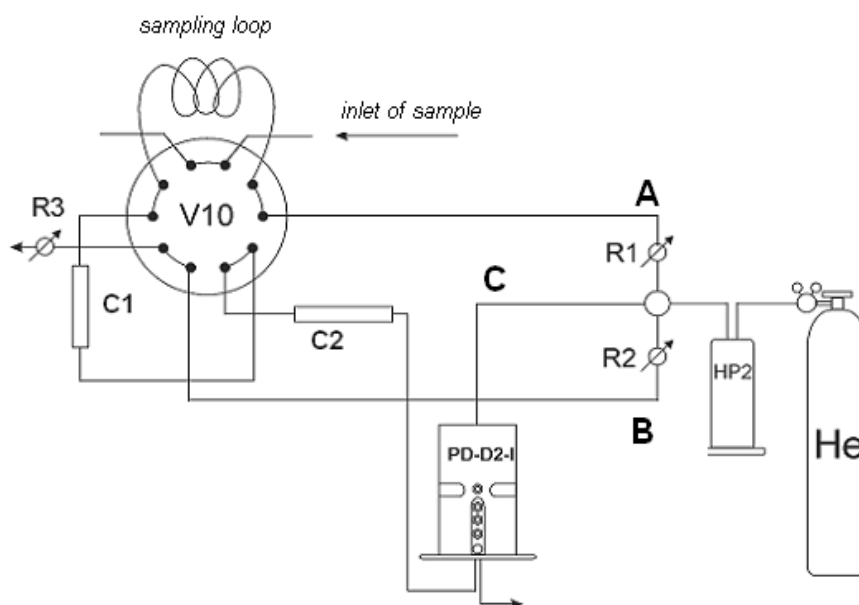 sampling loop
inlet of sample
V10
A
R3
R1
C
C1
C2
R2
HP2
He
B
PD-D2-I